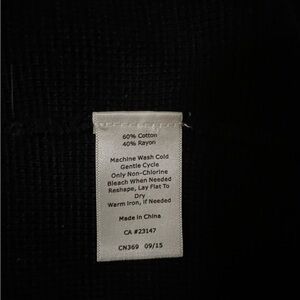 60% Cotton
40% Rayon
Machine Wash Cold
Gentle Cycle
Only Non-Chlorine
Bleach When Needed
Reshape, Lay Flat To
Dry
Warm Iron, if Needed
Made in China
CA #23147
CN369 09/15